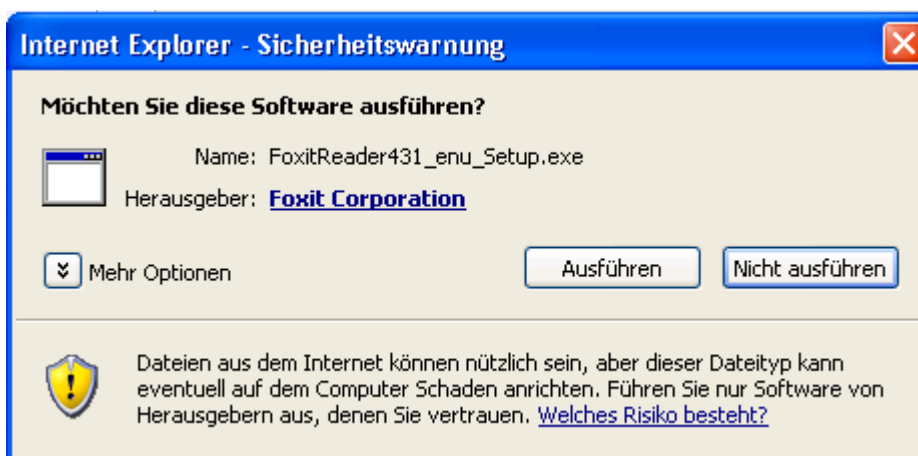 Internet Explorer - Sicherheitswarnung
Möchten Sie diese Software ausführen?
Name: FoxitReader431_enu_Setup.exe
Herausgeber: Foxit Corporation
Mehr Optionen
Ausführen
Nicht ausführen
Dateien aus dem Internet können nützlich sein, aber dieser Dateityp kann
eventuell auf dem Computer Schaden anrichten. Führen Sie nur Software von
Herausgebern aus, denen Sie vertrauen. Welches Risiko besteht?